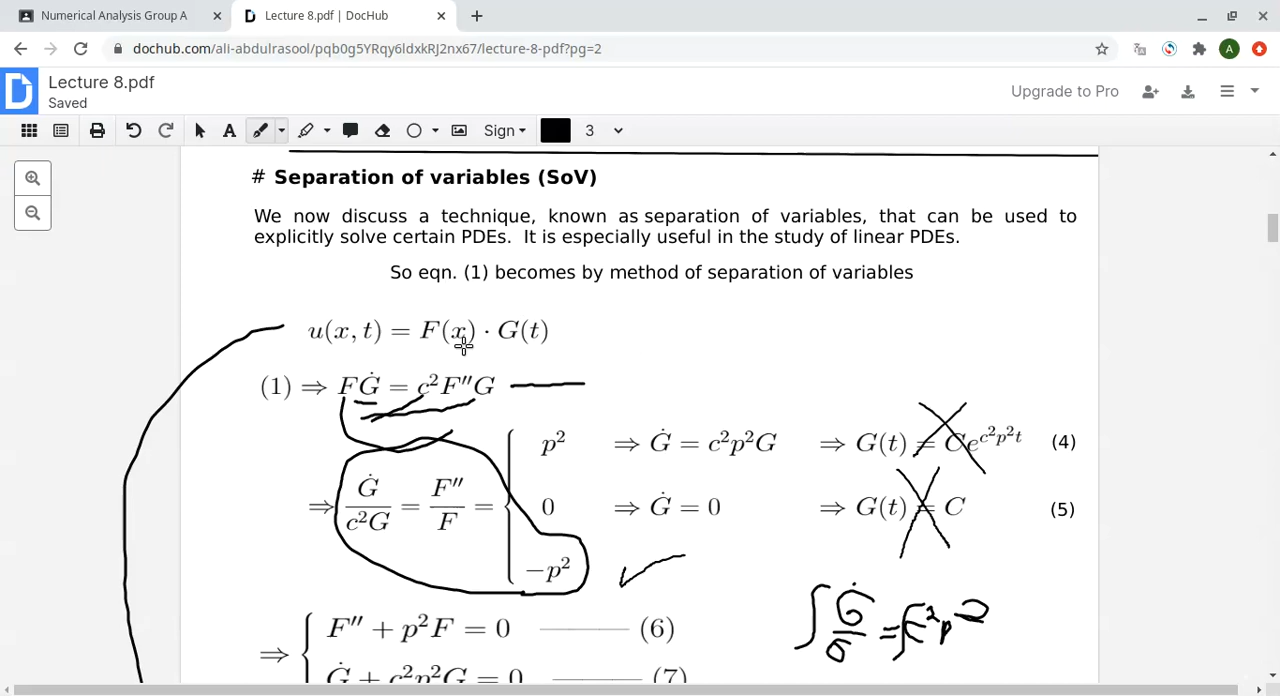 Numerical Analysis Group A
Lecture 8.pdf | DocHub
dochub.com/ali-abdulrasool/pqb0g5YRqy6ldxkRJ2nx67/lecture-8-pdf?pg=2
A
Lecture 8.pdf
Saved
Upgrade to Pro
A
Sign
3
# Separation of variables (SoV)
We now discuss a technique, known as separation of variables, that can be used to
explicitly solve certain PDEs. It is especially useful in the study of linear PDEs.
So eqn. (1) becomes by method of separation of variables
u(x, t) = F(x) · G(t)
(1) ⇒ FĠ = c²F″G
p² ⇒ Ġ = c²p²G ⇒ G(t) = Ce^{c²p²t} (4)
⇒ Ġ/c²G = F″/F = { 0 ⇒ Ġ = 0 ⇒ G(t) = C (5)
−p²
F″ + p²F = 0 ——— (6)
⇒ { Ġ + c²p²G = 0 ——— (7)